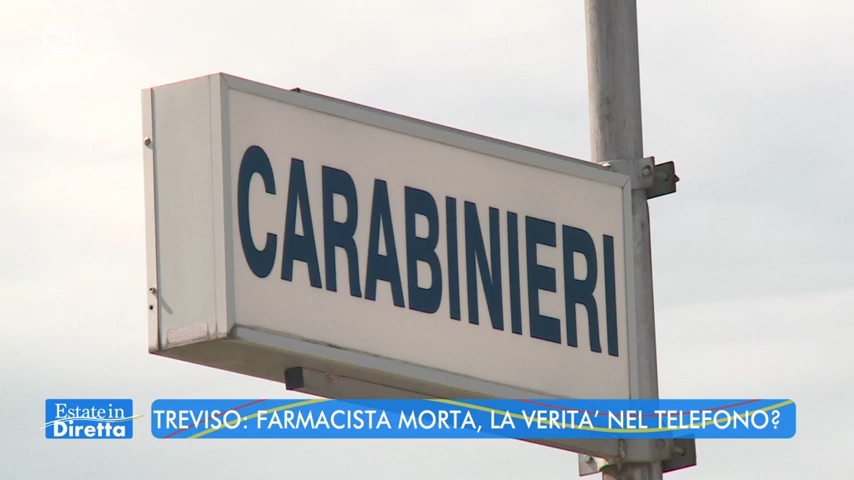 CARABINIERI
Estate in
Diretta
TREVISO: FARMACISTA MORTA, LA VERITA' NEL TELEFONO?